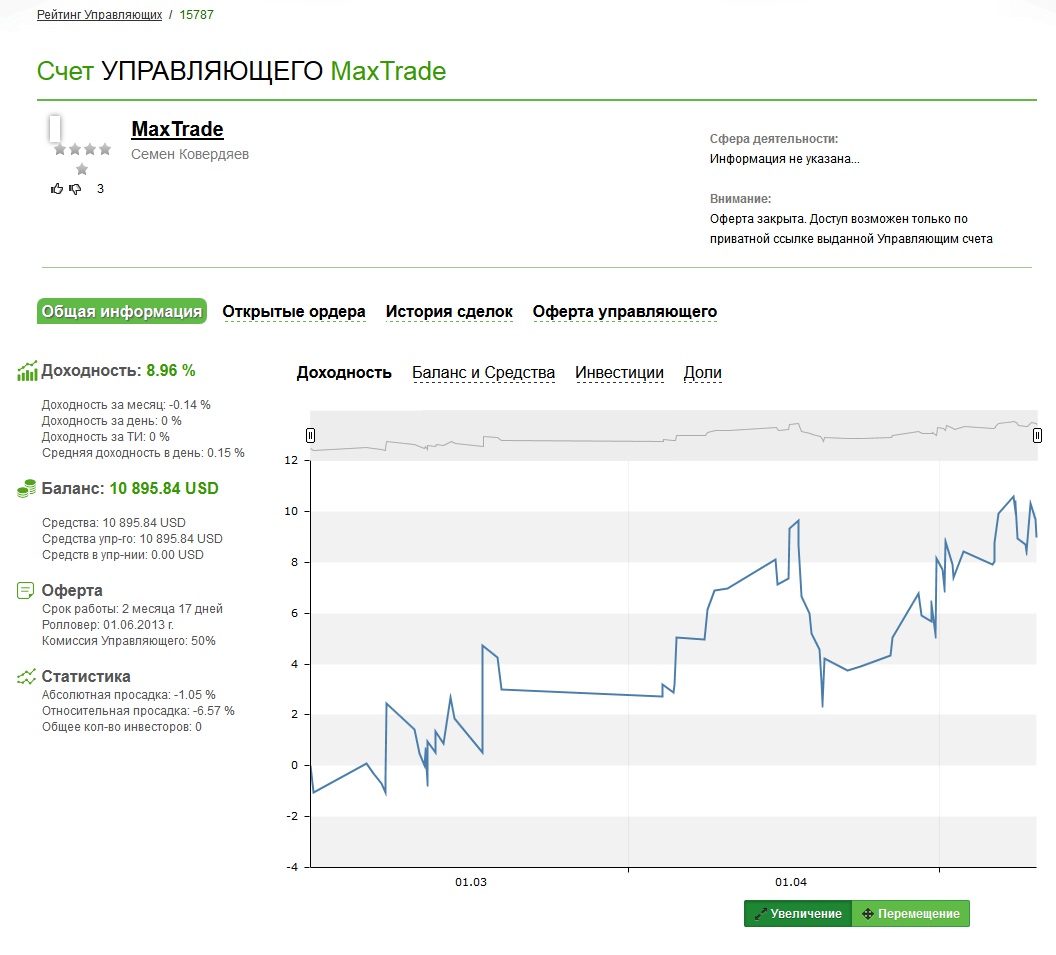 Рейтинг Управляющих / 15787
Счет УПРАВЛЯЮЩЕГО MaxTrade
MaxTrade
Семен Ковердяев
3
Сфера деятельности:
Информация не указана...
Внимание:
Оферта закрыта. Доступ возможен только по
приватной ссылке выданной Управляющим счета
Общая информация Открытые ордера История сделок Оферта управляющего
Доходность: 8.96 %
Доходность за месяц: -0.14 %
Доходность за день: 0 %
Доходность за ТИ: 0 %
Средняя доходность в день: 0.15 %
Баланс: 10 895.84 USD
Средства: 10 895.84 USD
Средства упр-го: 10 895.84 USD
Средств в упр-нии: 0.00 USD
Оферта
Срок работы: 2 месяца 17 дней
Ролловер: 01.06.2013 г.
Комиссия Управляющего: 50%
Статистика
Абсолютная просадка: -1.05 %
Относительная просадка: -6.57 %
Общее кол-во инвесторов: 0
Доходность Баланс и Средства Инвестиции Доли
12
10
8
6
4
2
0
-2
-4
01.03 01.04
Увеличение Перемещение